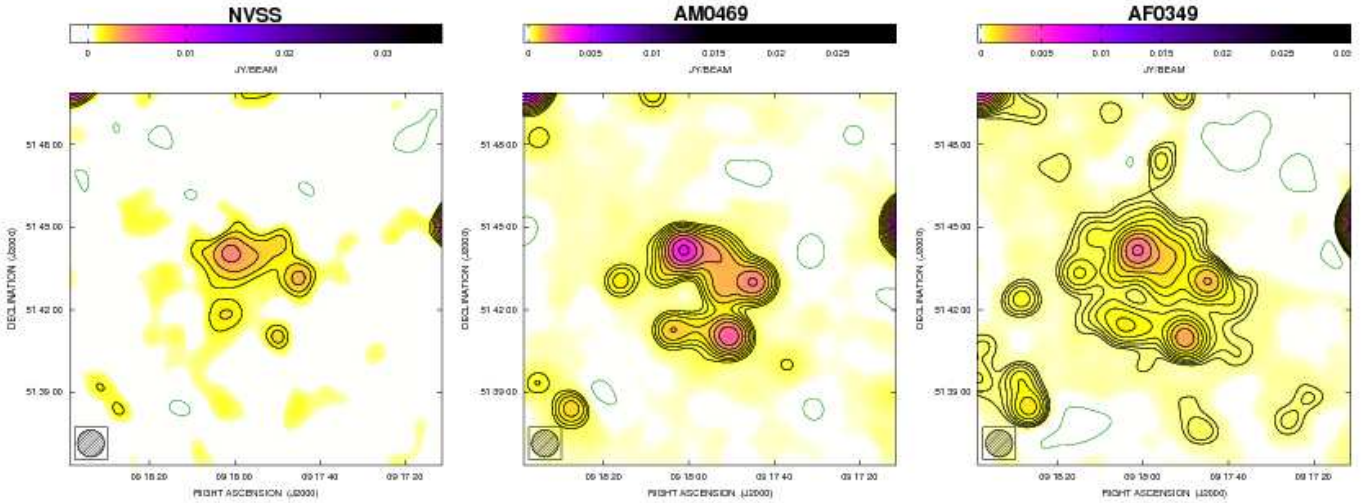 NVSS
0 0.01 0.02 0.03
JY/BEAM
51 48 00
51 45 00
51 42 00
51 39 00
DECLINATION (J2000)
09 18 20 09 18 00 09 17 40 09 17 20
RIGHT ASCENSION (J2000)
AM0469
0 0.005 0.01 0.015 0.02 0.025
JY/BEAM
51 48 00
51 45 00
51 42 00
51 39 00
DECLINATION (J2000)
09 18 20 09 18 00 09 17 40 09 17 20
RIGHT ASCENSION (J2000)
AF0349
0 0.005 0.01 0.015 0.02 0.025 0.03
JY/BEAM
51 48 00
51 45 00
51 42 00
51 39 00
DECLINATION (J2000)
09 18 20 09 18 00 09 17 40 09 17 20
RIGHT ASCENSION (J2000)